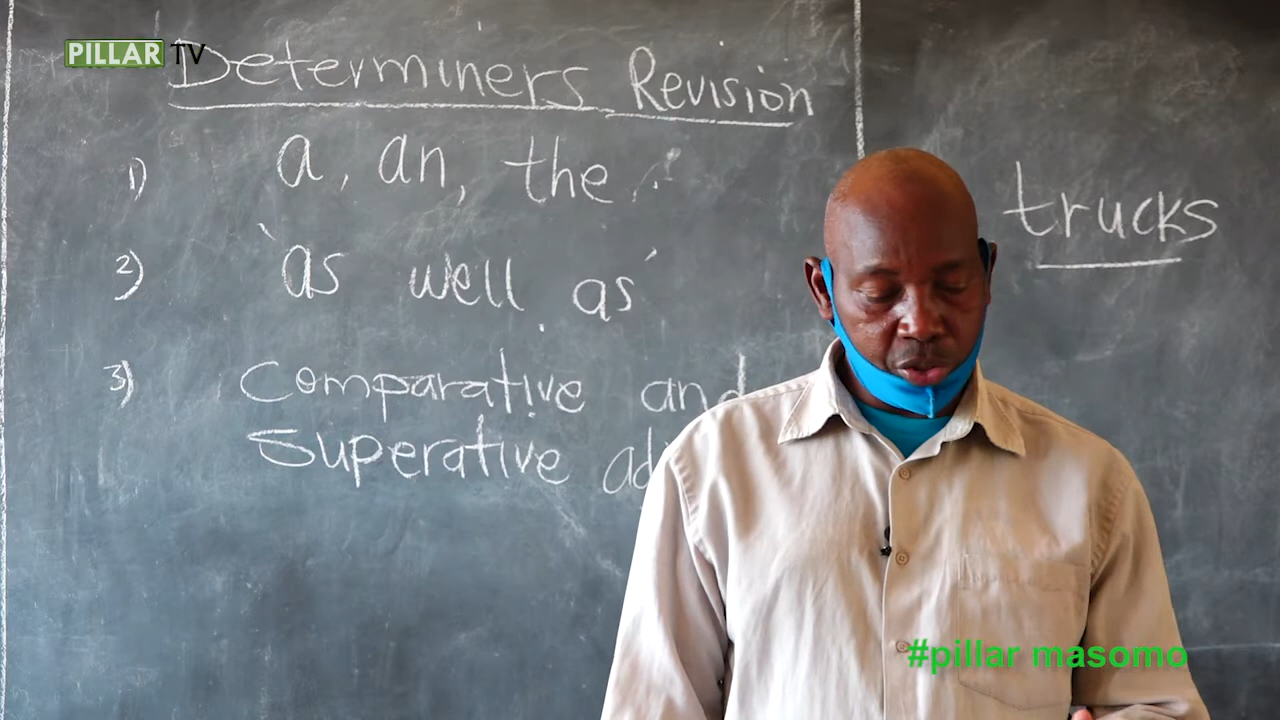 PILLAR TV
Determiners Revision
1) a, an, the
2) 'as well as'
3) Comparative and
Superative
trucks
#pillar masomo